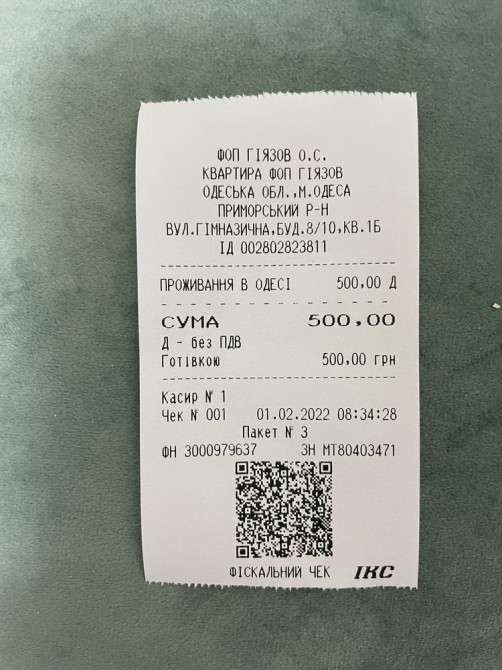 ФОП ГІЯЗОВ О.С.
КВАРТИРА ФОП ГІЯЗОВ
ОДЕСЬКА ОБЛ.,М.ОДЕСА
ПРИМОРСЬКИЙ Р-Н
ВУЛ.ГІМНАЗИЧНА,БУД.8/10,КВ.1Б
ІД 002802823811
ПРОЖИВАННЯ В ОДЕСІ 500,00 Д
СУМА 500,00
Д - без ПДВ
Готівкою 500,00 грн
Касир № 1
Чек № 001 01.02.2022 08:34:28
Пакет № 3
ФН 3000979637 ЗН МТ80403471
ФІСКАЛЬНИЙ ЧЕК ІКС